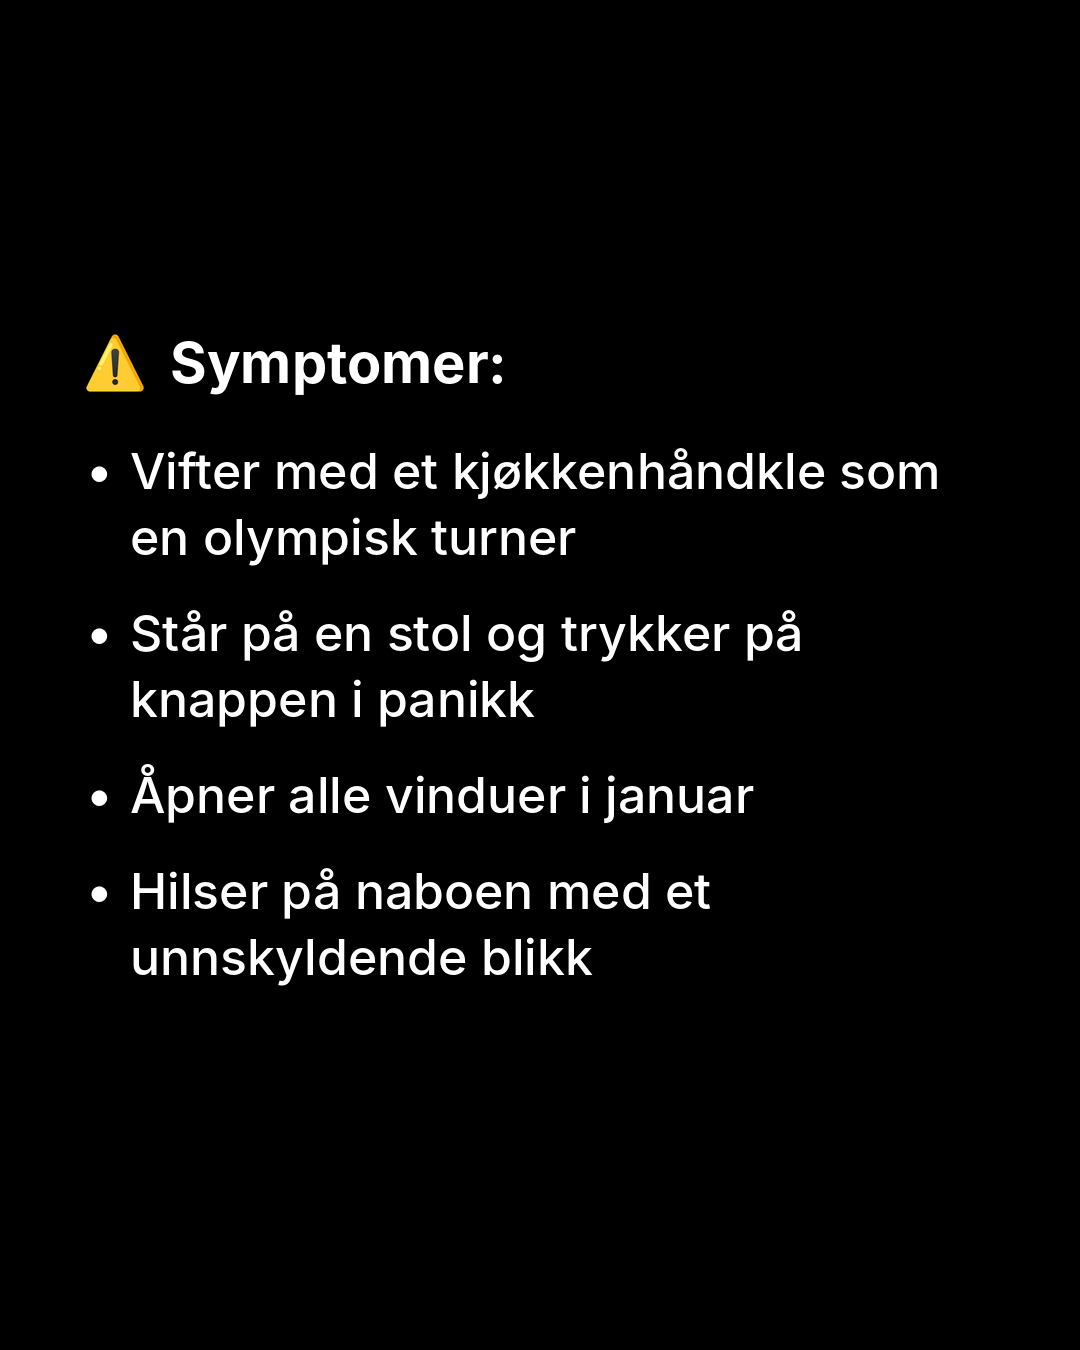 ⚠️ Symptomer:
• Vifter med et kjøkkenhåndkle som
en olympisk turner
• Står på en stol og trykker på
knappen i panikk
• Åpner alle vinduer i januar
• Hilser på naboen med et
unnskyldende blikk